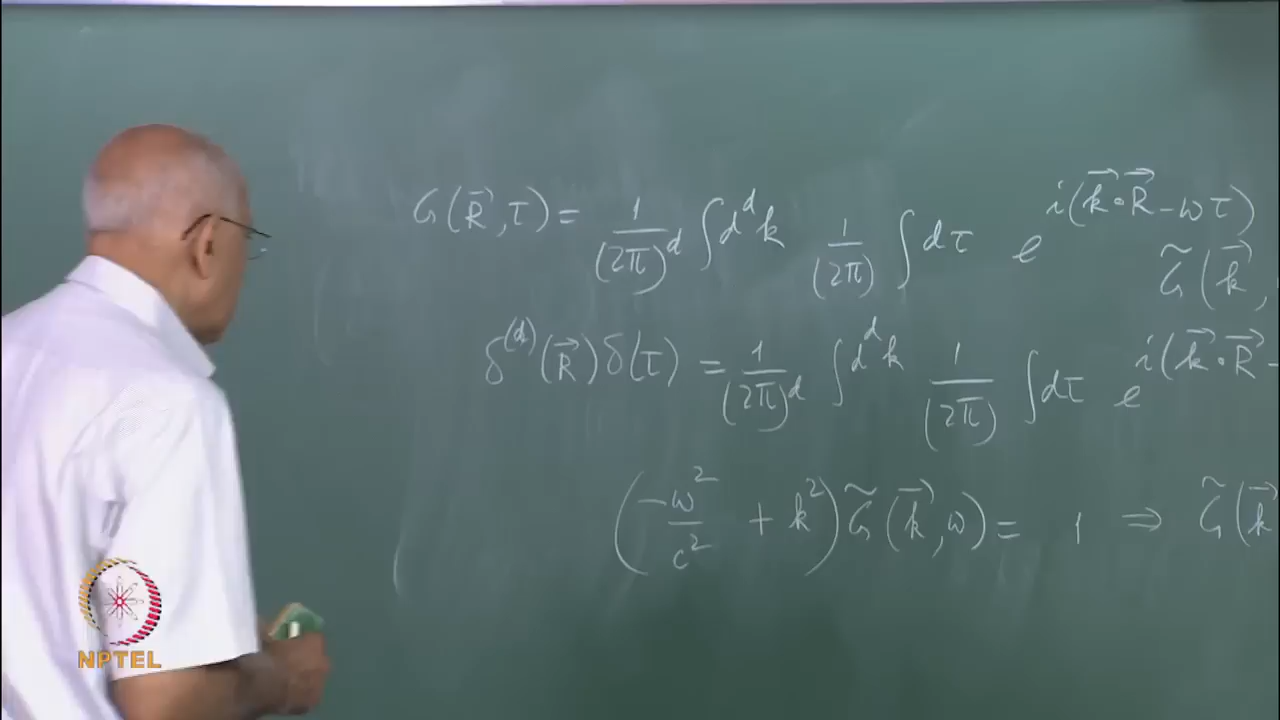 G(R⃗,τ) = 1/(2π)^d ∫d^d k 1/(2π) ∫dτ e^{i(k⃗·R⃗-ωτ)}
G̃(k⃗,
δ^{(d)}(R⃗)δ(τ) = 1/(2π)^d ∫d^d k 1/(2π) ∫dτ e^{i(k⃗·R⃗-
(-ω²/c² + k²) G̃(k⃗,ω) = 1 ⇒ G̃(k⃗
NPTEL